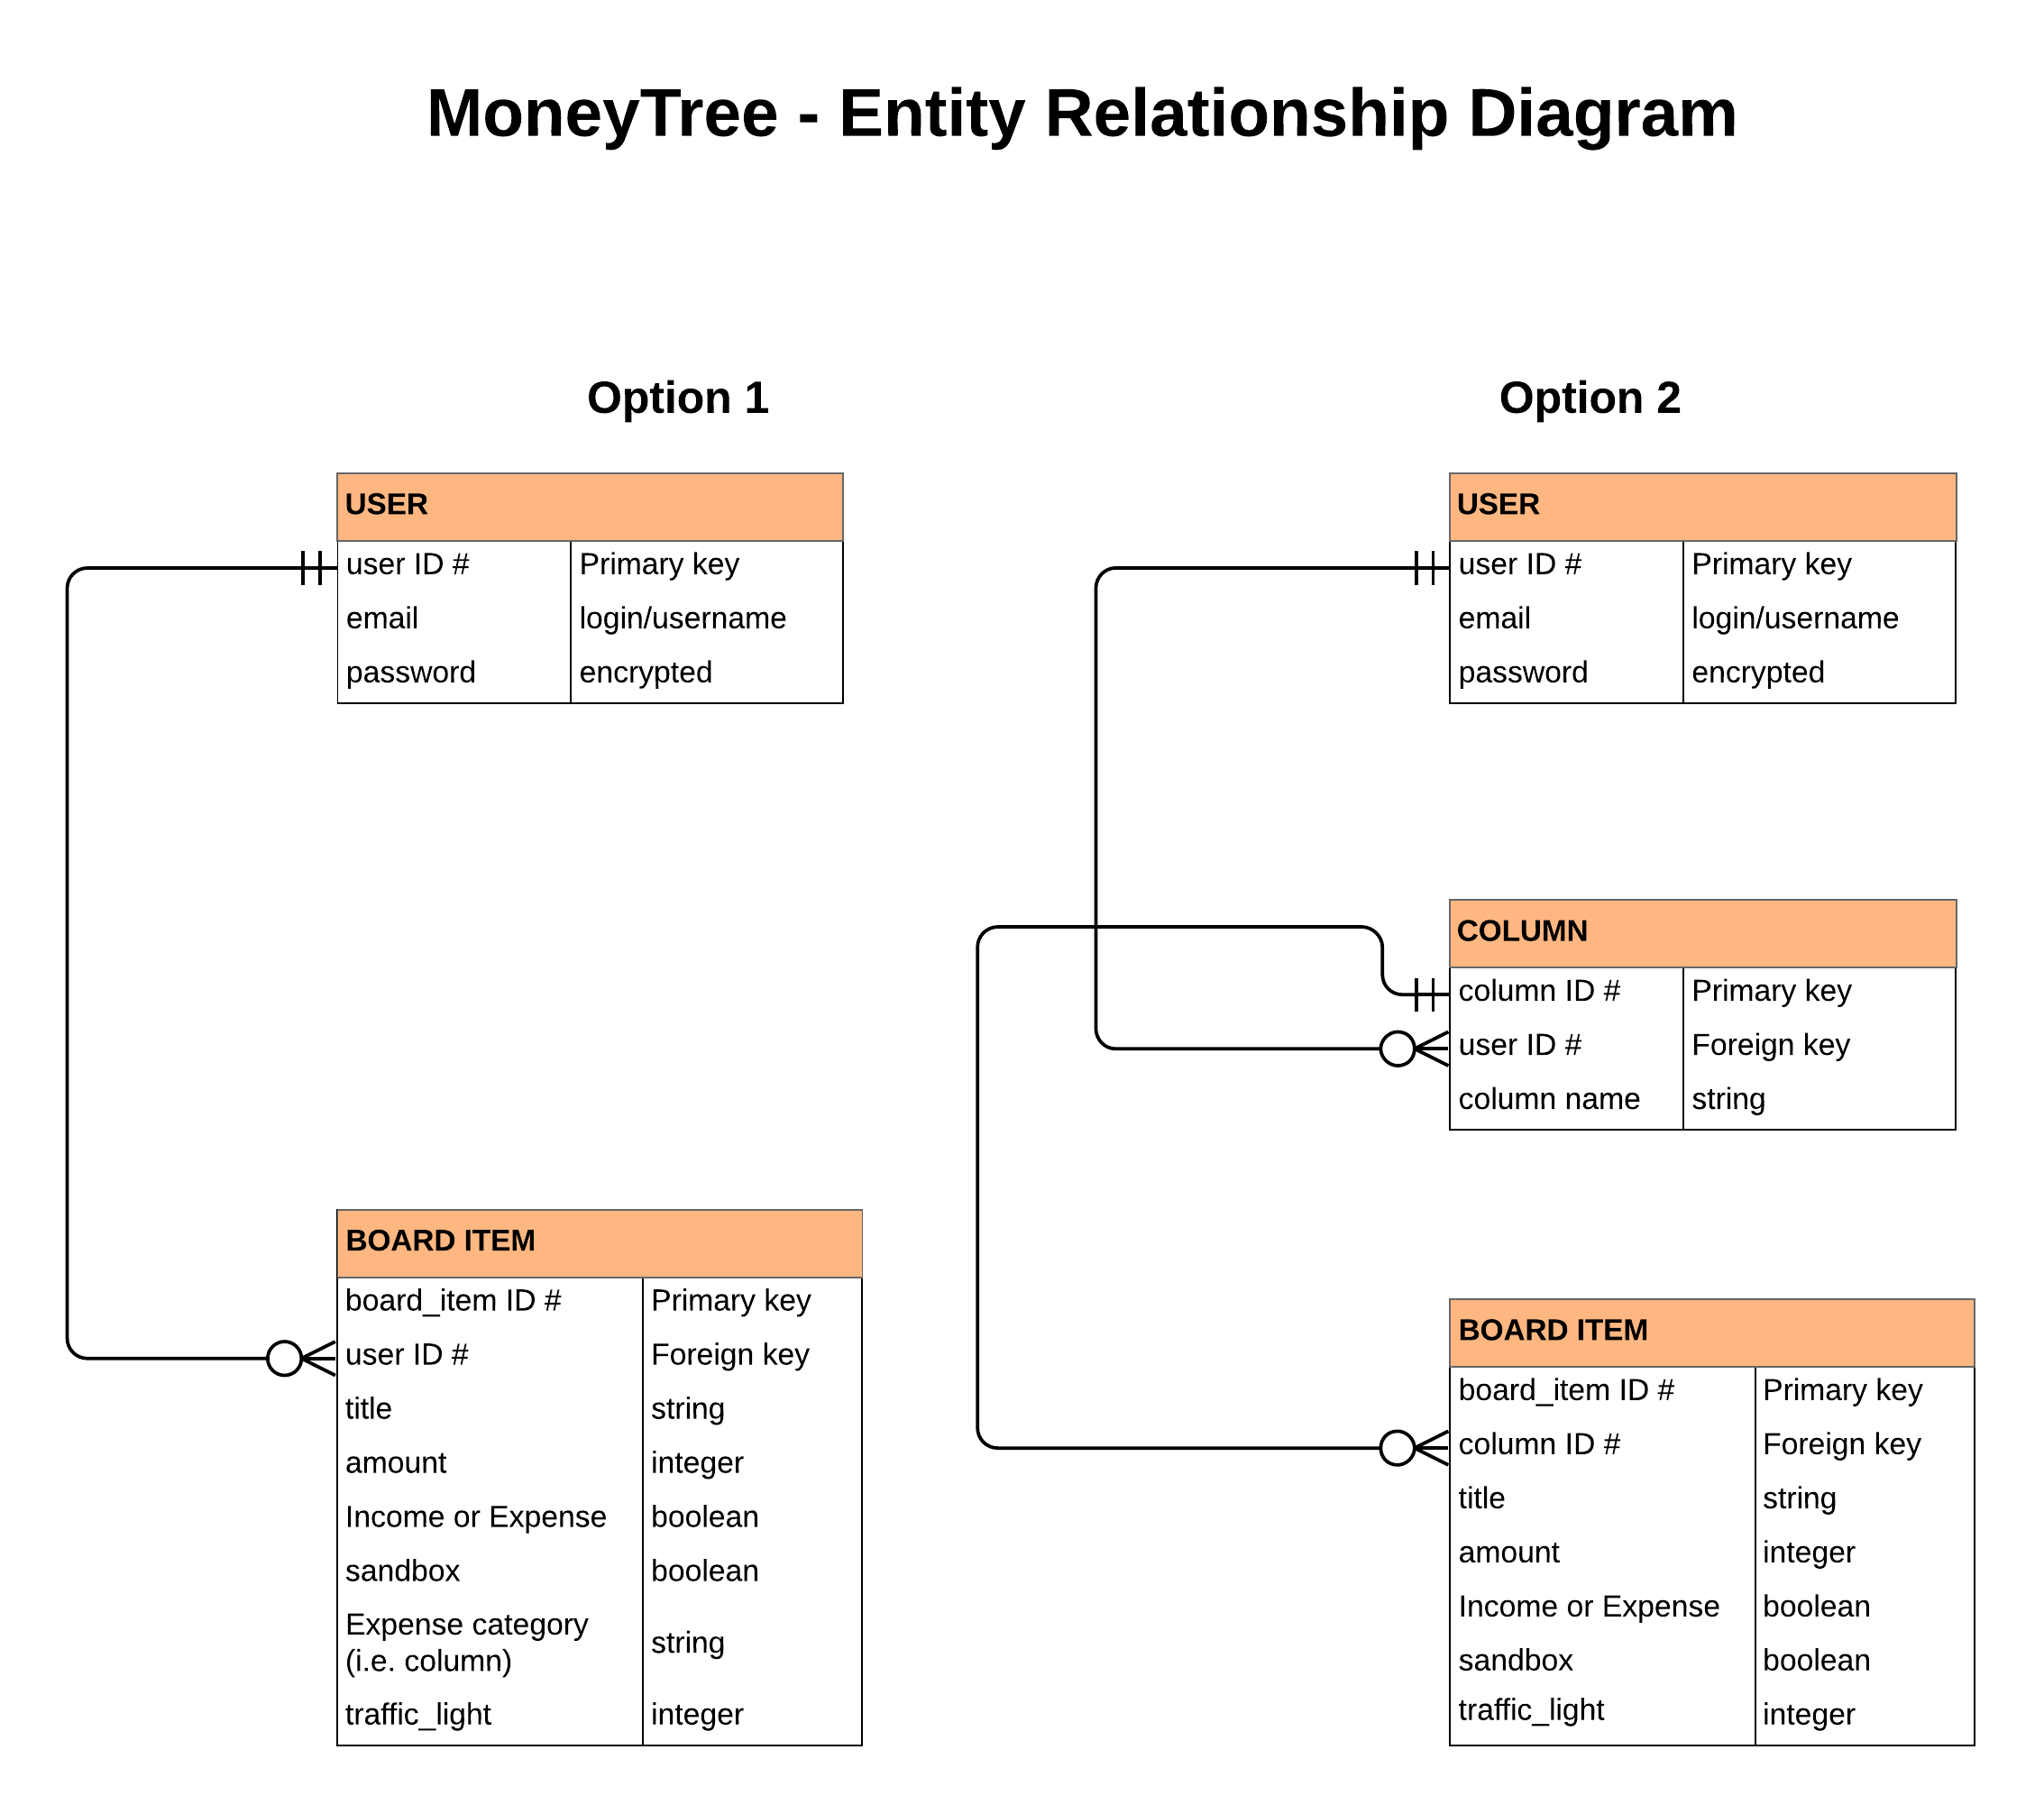 MoneyTree - Entity Relationship Diagram
Option 1
USER
user ID # Primary key
email login/username
password encrypted
BOARD ITEM
board_item ID # Primary key
user ID # Foreign key
title string
amount integer
Income or Expense boolean
sandbox boolean
Expense category
(i.e. column) string
traffic_light integer
Option 2
USER
user ID # Primary key
email login/username
password encrypted
COLUMN
column ID # Primary key
user ID # Foreign key
column name string
BOARD ITEM
board_item ID # Primary key
column ID # Foreign key
title string
amount integer
Income or Expense boolean
sandbox boolean
traffic_light integer